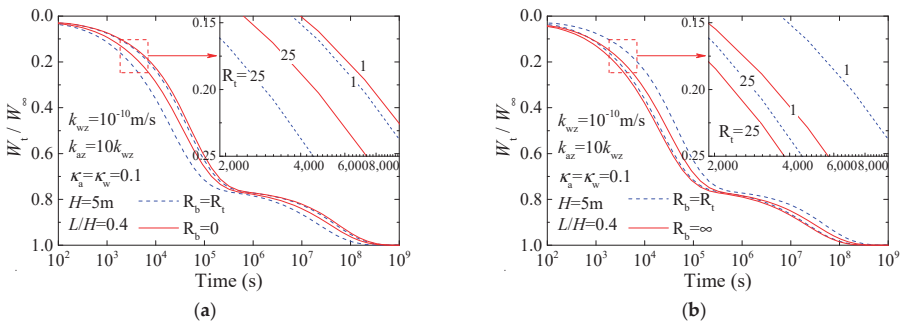 W_t / W_∞
0.0
0.2
0.4
0.6
0.8
1.0
k_wz=10^-10 m/s
k_az=10k_wz
κ_a=κ_w=0.1
H=5m
L/H=0.4
R_b=R_t
R_b=0
0.15
0.20
0.25
25
R_t=25
1
1
2,000
4,000
6,000 8,000
10^2
10^3
10^4
10^5
10^6
10^7
10^8
10^9
Time (s)
(a)
W_t / W_∞
0.0
0.2
0.4
0.6
0.8
1.0
k_wz=10^-10 m/s
k_az=10k_wz
κ_a=κ_w=0.1
H=5m
L/H=0.4
R_b=R_t
R_b=∞
0.15
0.20
0.25
1
25
1
R_t=25
2,000
4,000
6,000 8,000
10^2
10^3
10^4
10^5
10^6
10^7
10^8
10^9
Time (s)
(b)